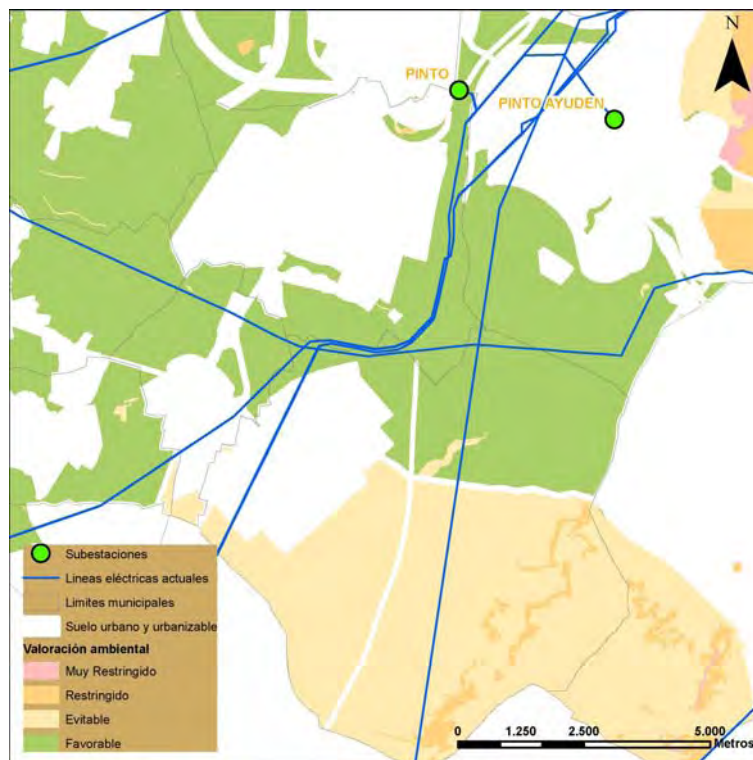 N
PINTO
PINTO AYUDEN
Subestaciones
Lineas eléctricas actuales
Limites municipales
Suelo urbano y urbanizable
Valoración ambiental
Muy Restringido
Restringido
Evitable
Favorable
0 1.250 2.500 5.000
Metros